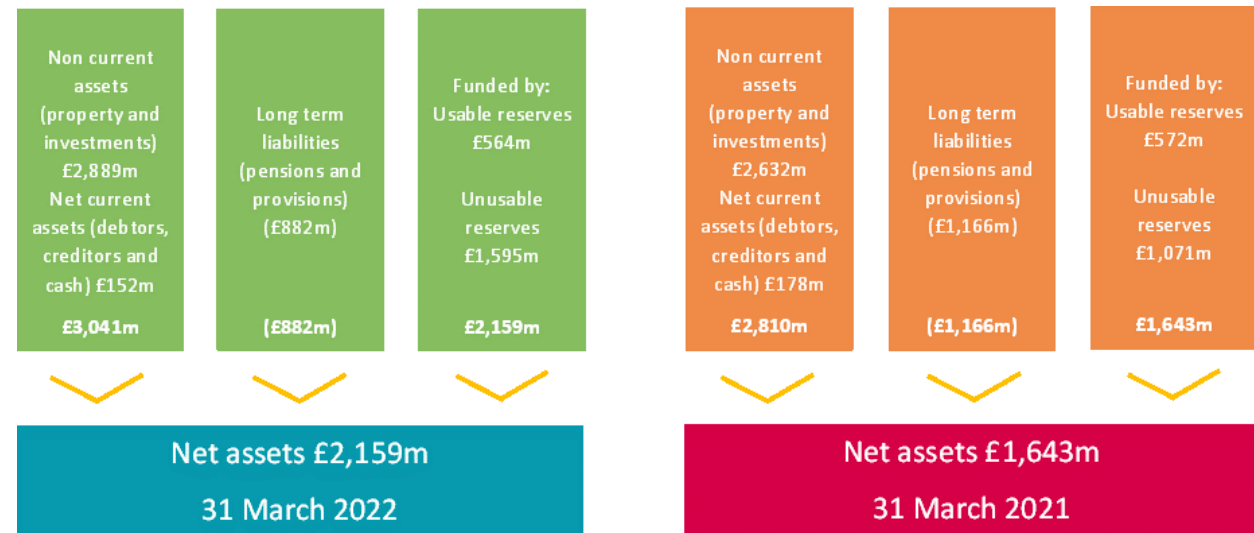 Non current
assets
(property and
investments)
£2,889m
Net current
assets (debtors,
creditors and
cash) £152m
£3,041m
Long term
liabilities
(pensions and
provisions)
(£882m)
(£882m)
Funded by:
Usable reserves
£564m
Unusable
reserves
£1,595m
£2,159m
Net assets £2,159m
31 March 2022
Non current
assets
(property and
investments)
£2,632m
Net current
assets (debtors,
creditors and
cash) £178m
£2,810m
Long term
liabilities
(pensions and
provisions)
(£1,166m)
(£1,166m)
Funded by:
Usable reserves
£572m
Unusable
reserves
£1,071m
£1,643m
Net assets £1,643m
31 March 2021